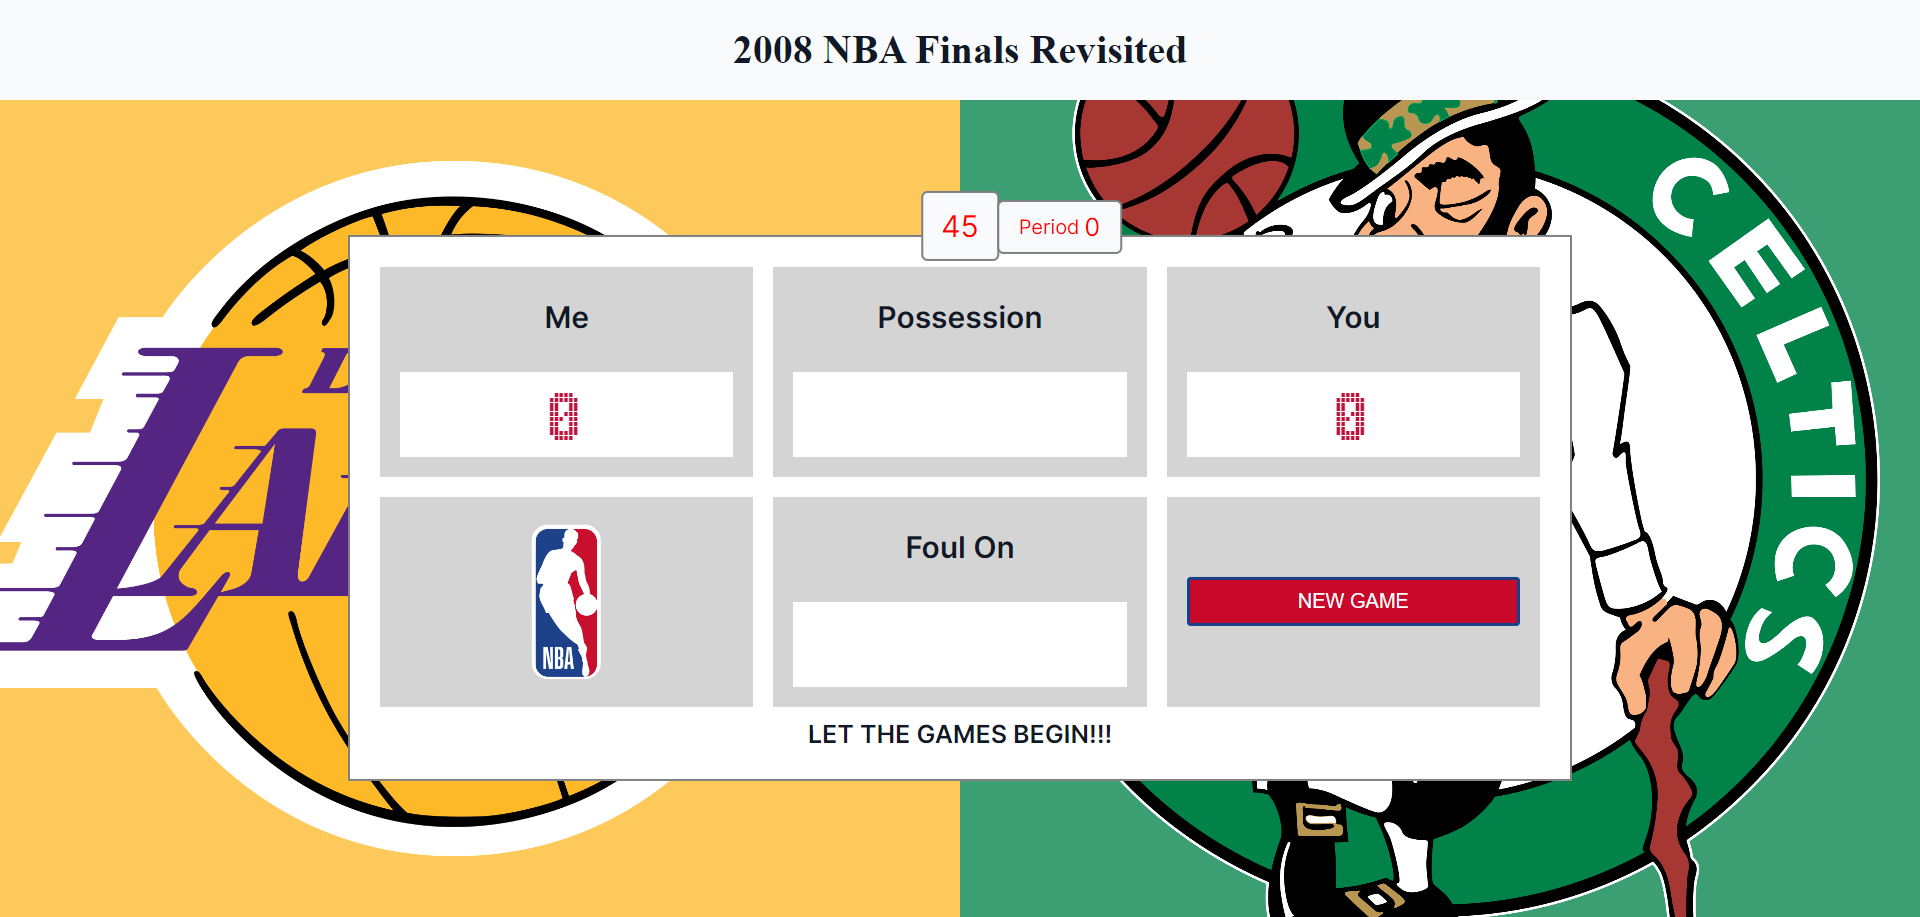 2008 NBA Finals Revisited
45
Period 0
Me
Possession
You
0
0
CELTICS
LA
NBA
Foul On
NEW GAME
LET THE GAMES BEGIN!!!